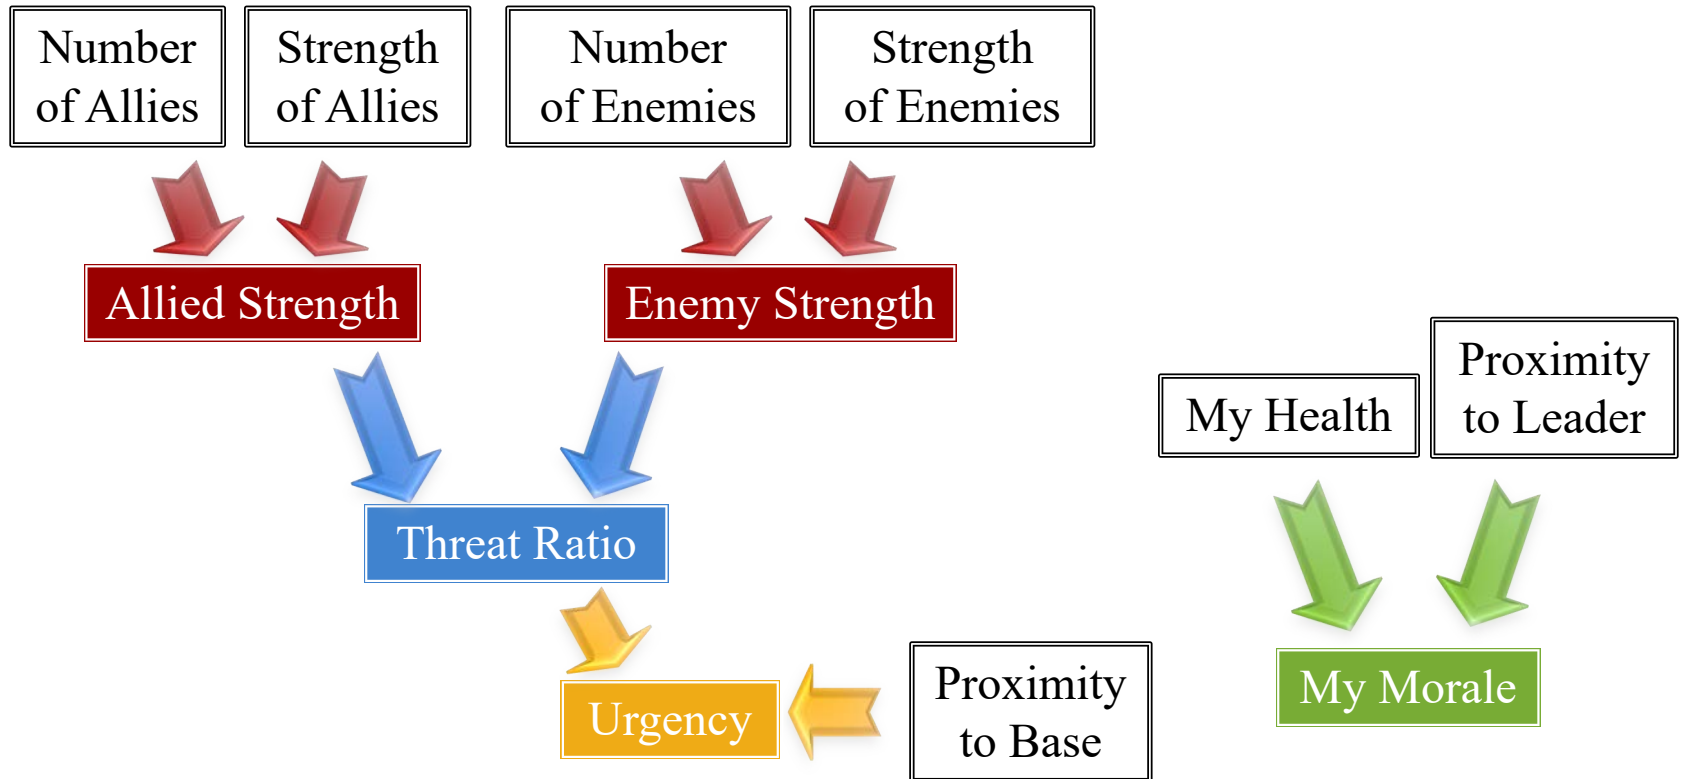 Number
of Allies
Strength
of Allies
Number
of Enemies
Strength
of Enemies
Allied Strength
Enemy Strength
My Health
Proximity
to Leader
Threat Ratio
Urgency
Proximity
to Base
My Morale